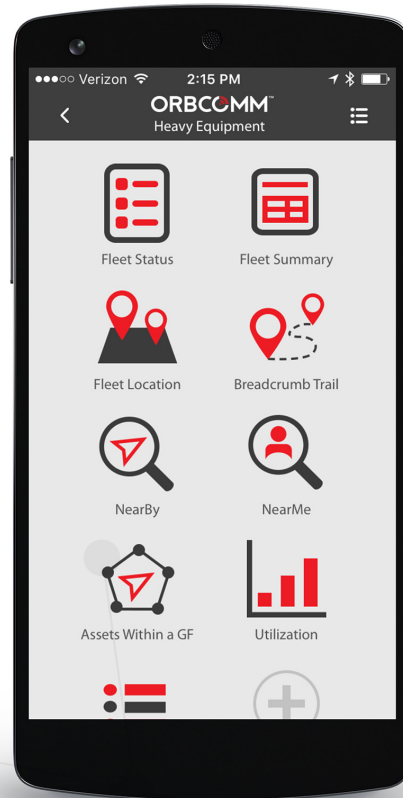 Verizon 2:15 PM
ORBCOMM™
Heavy Equipment
Fleet Status Fleet Summary
Fleet Location Breadcrumb Trail
NearBy NearMe
Assets Within a GF Utilization